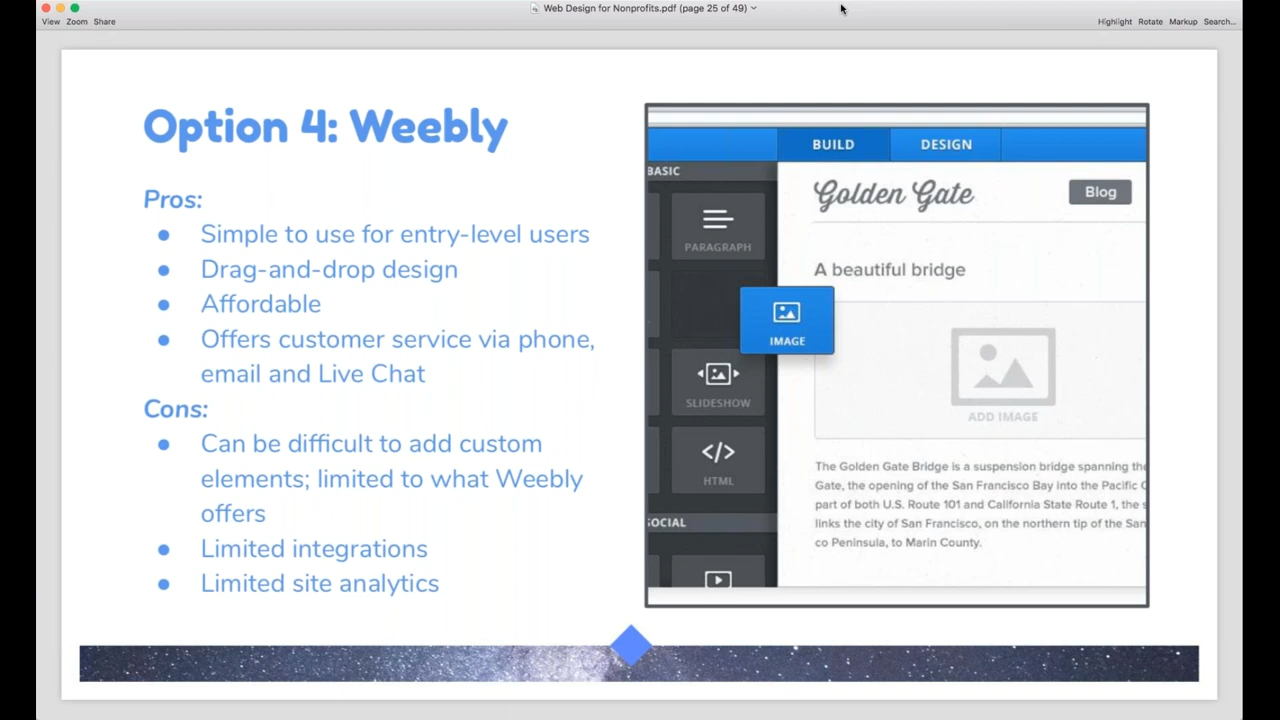 Web Design for Nonprofits.pdf (page 25 of 49)
View Zoom Share
Highlight Rotate Markup Search...
Option 4: Weebly
Pros:
● Simple to use for entry-level users
● Drag-and-drop design
● Affordable
● Offers customer service via phone,
email and Live Chat
Cons:
● Can be difficult to add custom
elements; limited to what Weebly
offers
● Limited integrations
● Limited site analytics
BUILD DESIGN
BASIC
PARAGRAPH
IMAGE
SLIDESHOW
</>
HTML
SOCIAL
Golden Gate
Blog
A beautiful bridge
ADD IMAGE
The Golden Gate Bridge is a suspension bridge spanning the
Gate, the opening of the San Francisco Bay into the Pacific
part of both U.S. Route 101 and California State Route 1, the
links the city of San Francisco, on the northern tip of the San
co Peninsula, to Marin County.